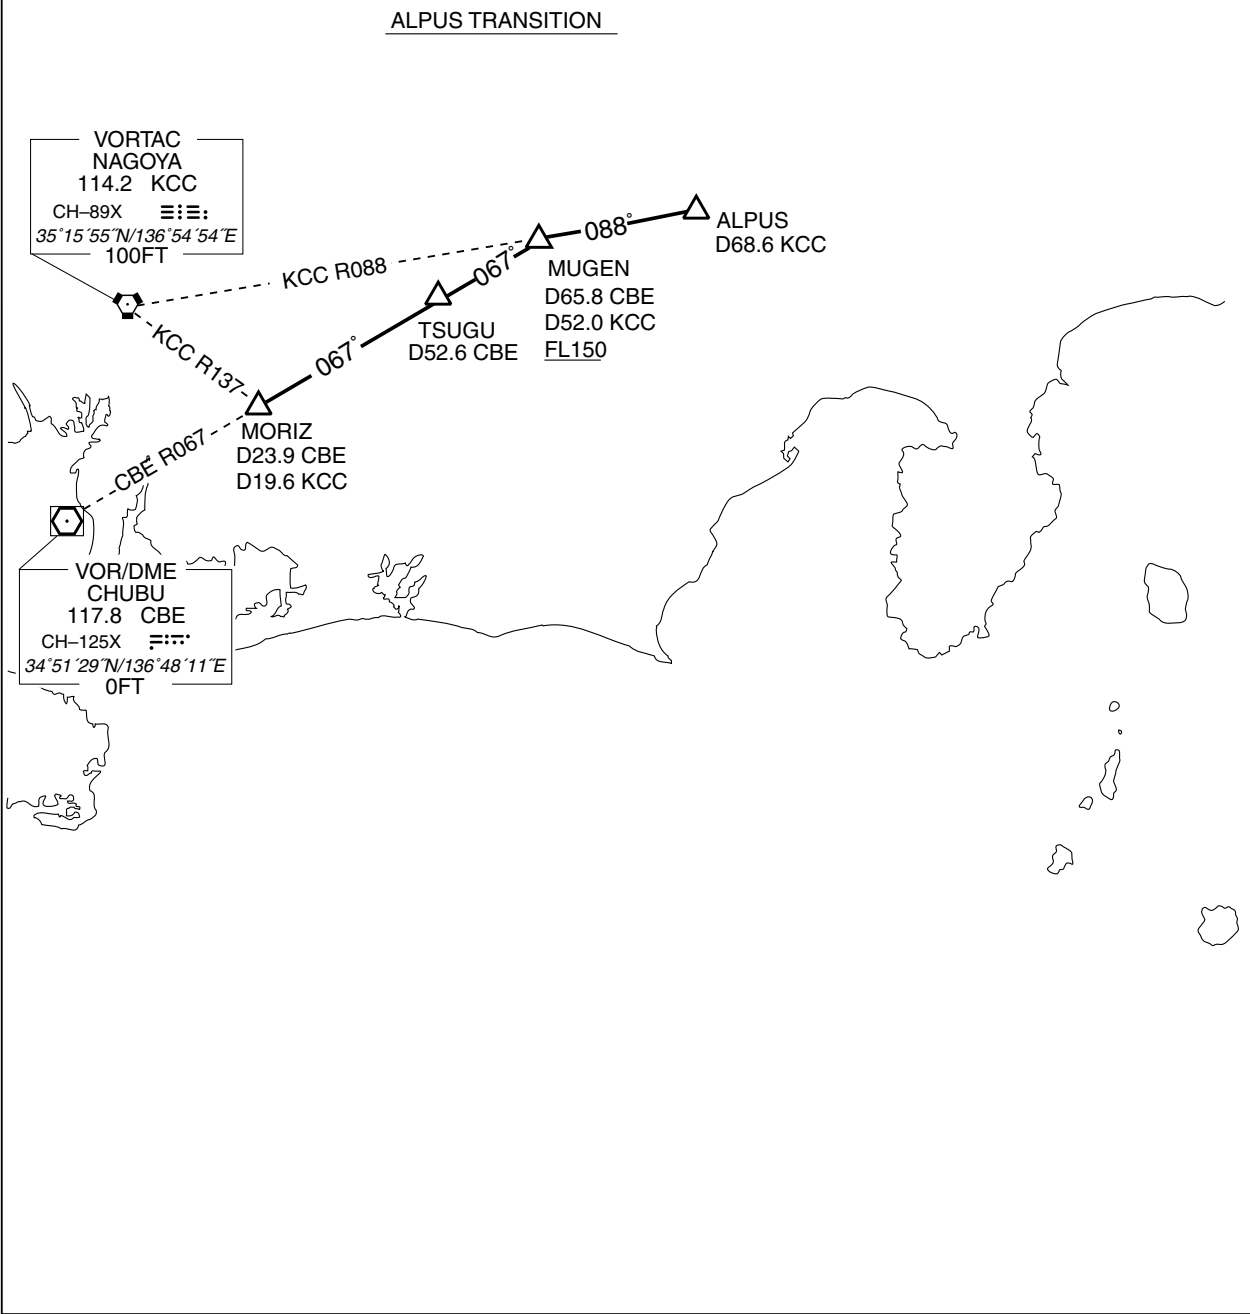 ALPUS TRANSITION
VORTAC
NAGOYA
114.2 KCC
CH–89X
35°15´55˝N/136°54´54˝E
100FT
KCC R088
KCC R137
CBE R067
067°
067°
088°
ALPUS
D68.6 KCC
MUGEN
D65.8 CBE
D52.0 KCC
FL150
TSUGU
D52.6 CBE
MORIZ
D23.9 CBE
D19.6 KCC
VOR/DME
CHUBU
117.8 CBE
CH–125X
34°51´29˝N/136°48´11˝E
0FT